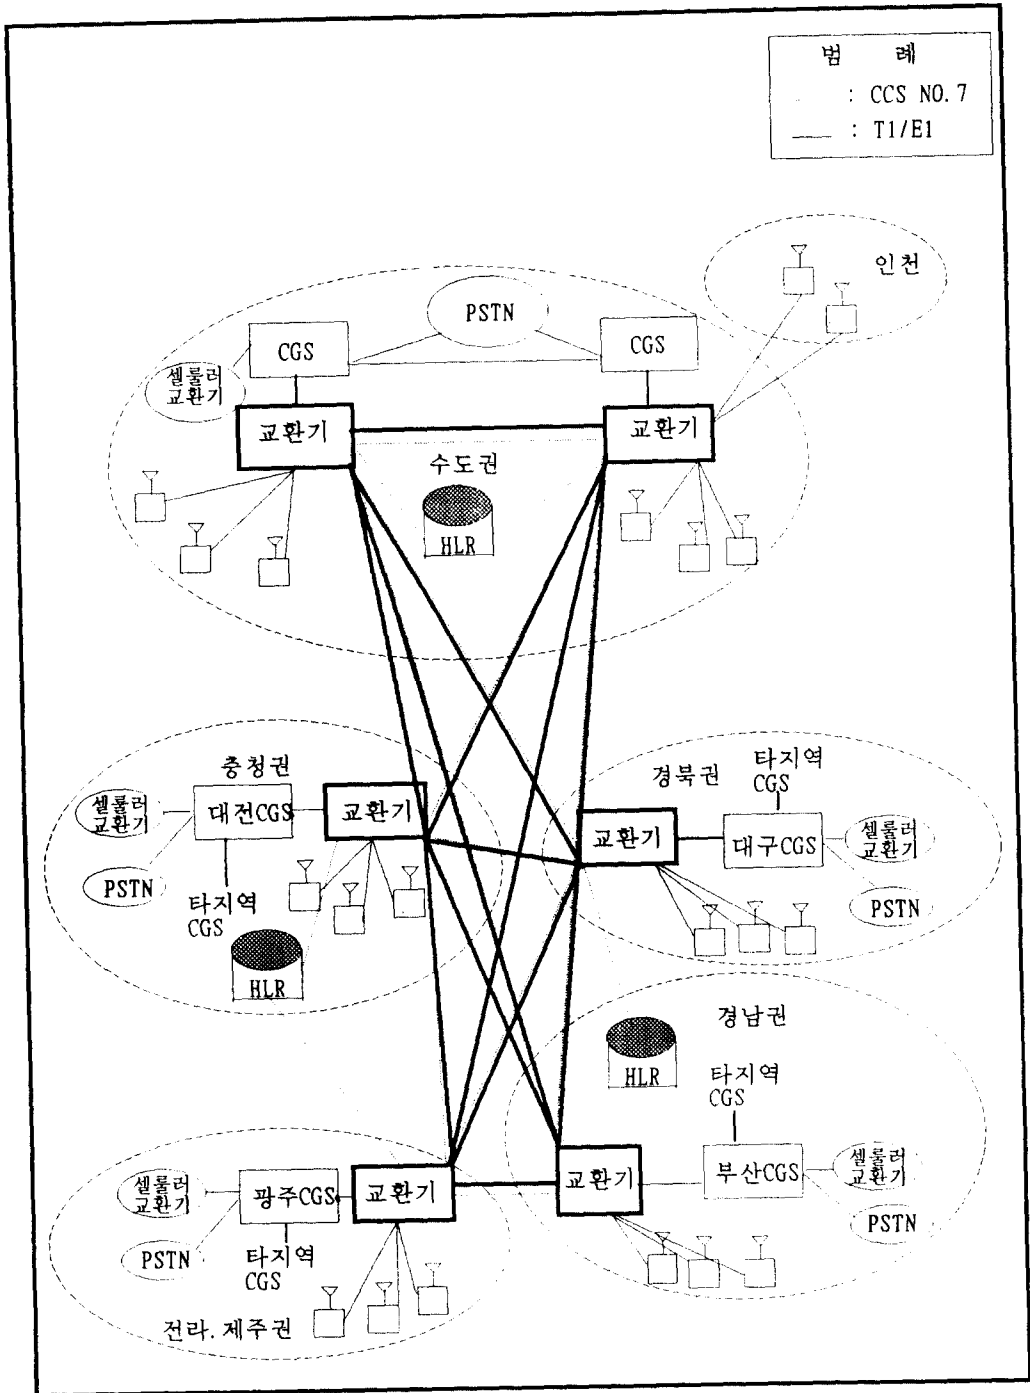 범 례
: CCS NO.7
: T1/E1
인천
PSTN
CGS
CGS
셀룰러
교환기
교환기
교환기
수도권
HLR
충청권
셀룰러
교환기
대전CGS
교환기
PSTN
타지역
CGS
HLR
경북권
타지역
CGS
교환기
대구CGS
셀룰러
교환기
PSTN
경남권
HLR
타지역
CGS
교환기
부산CGS
셀룰러
교환기
PSTN
셀룰러
교환기
광주CGS
교환기
PSTN
타지역
CGS
전라.제주권